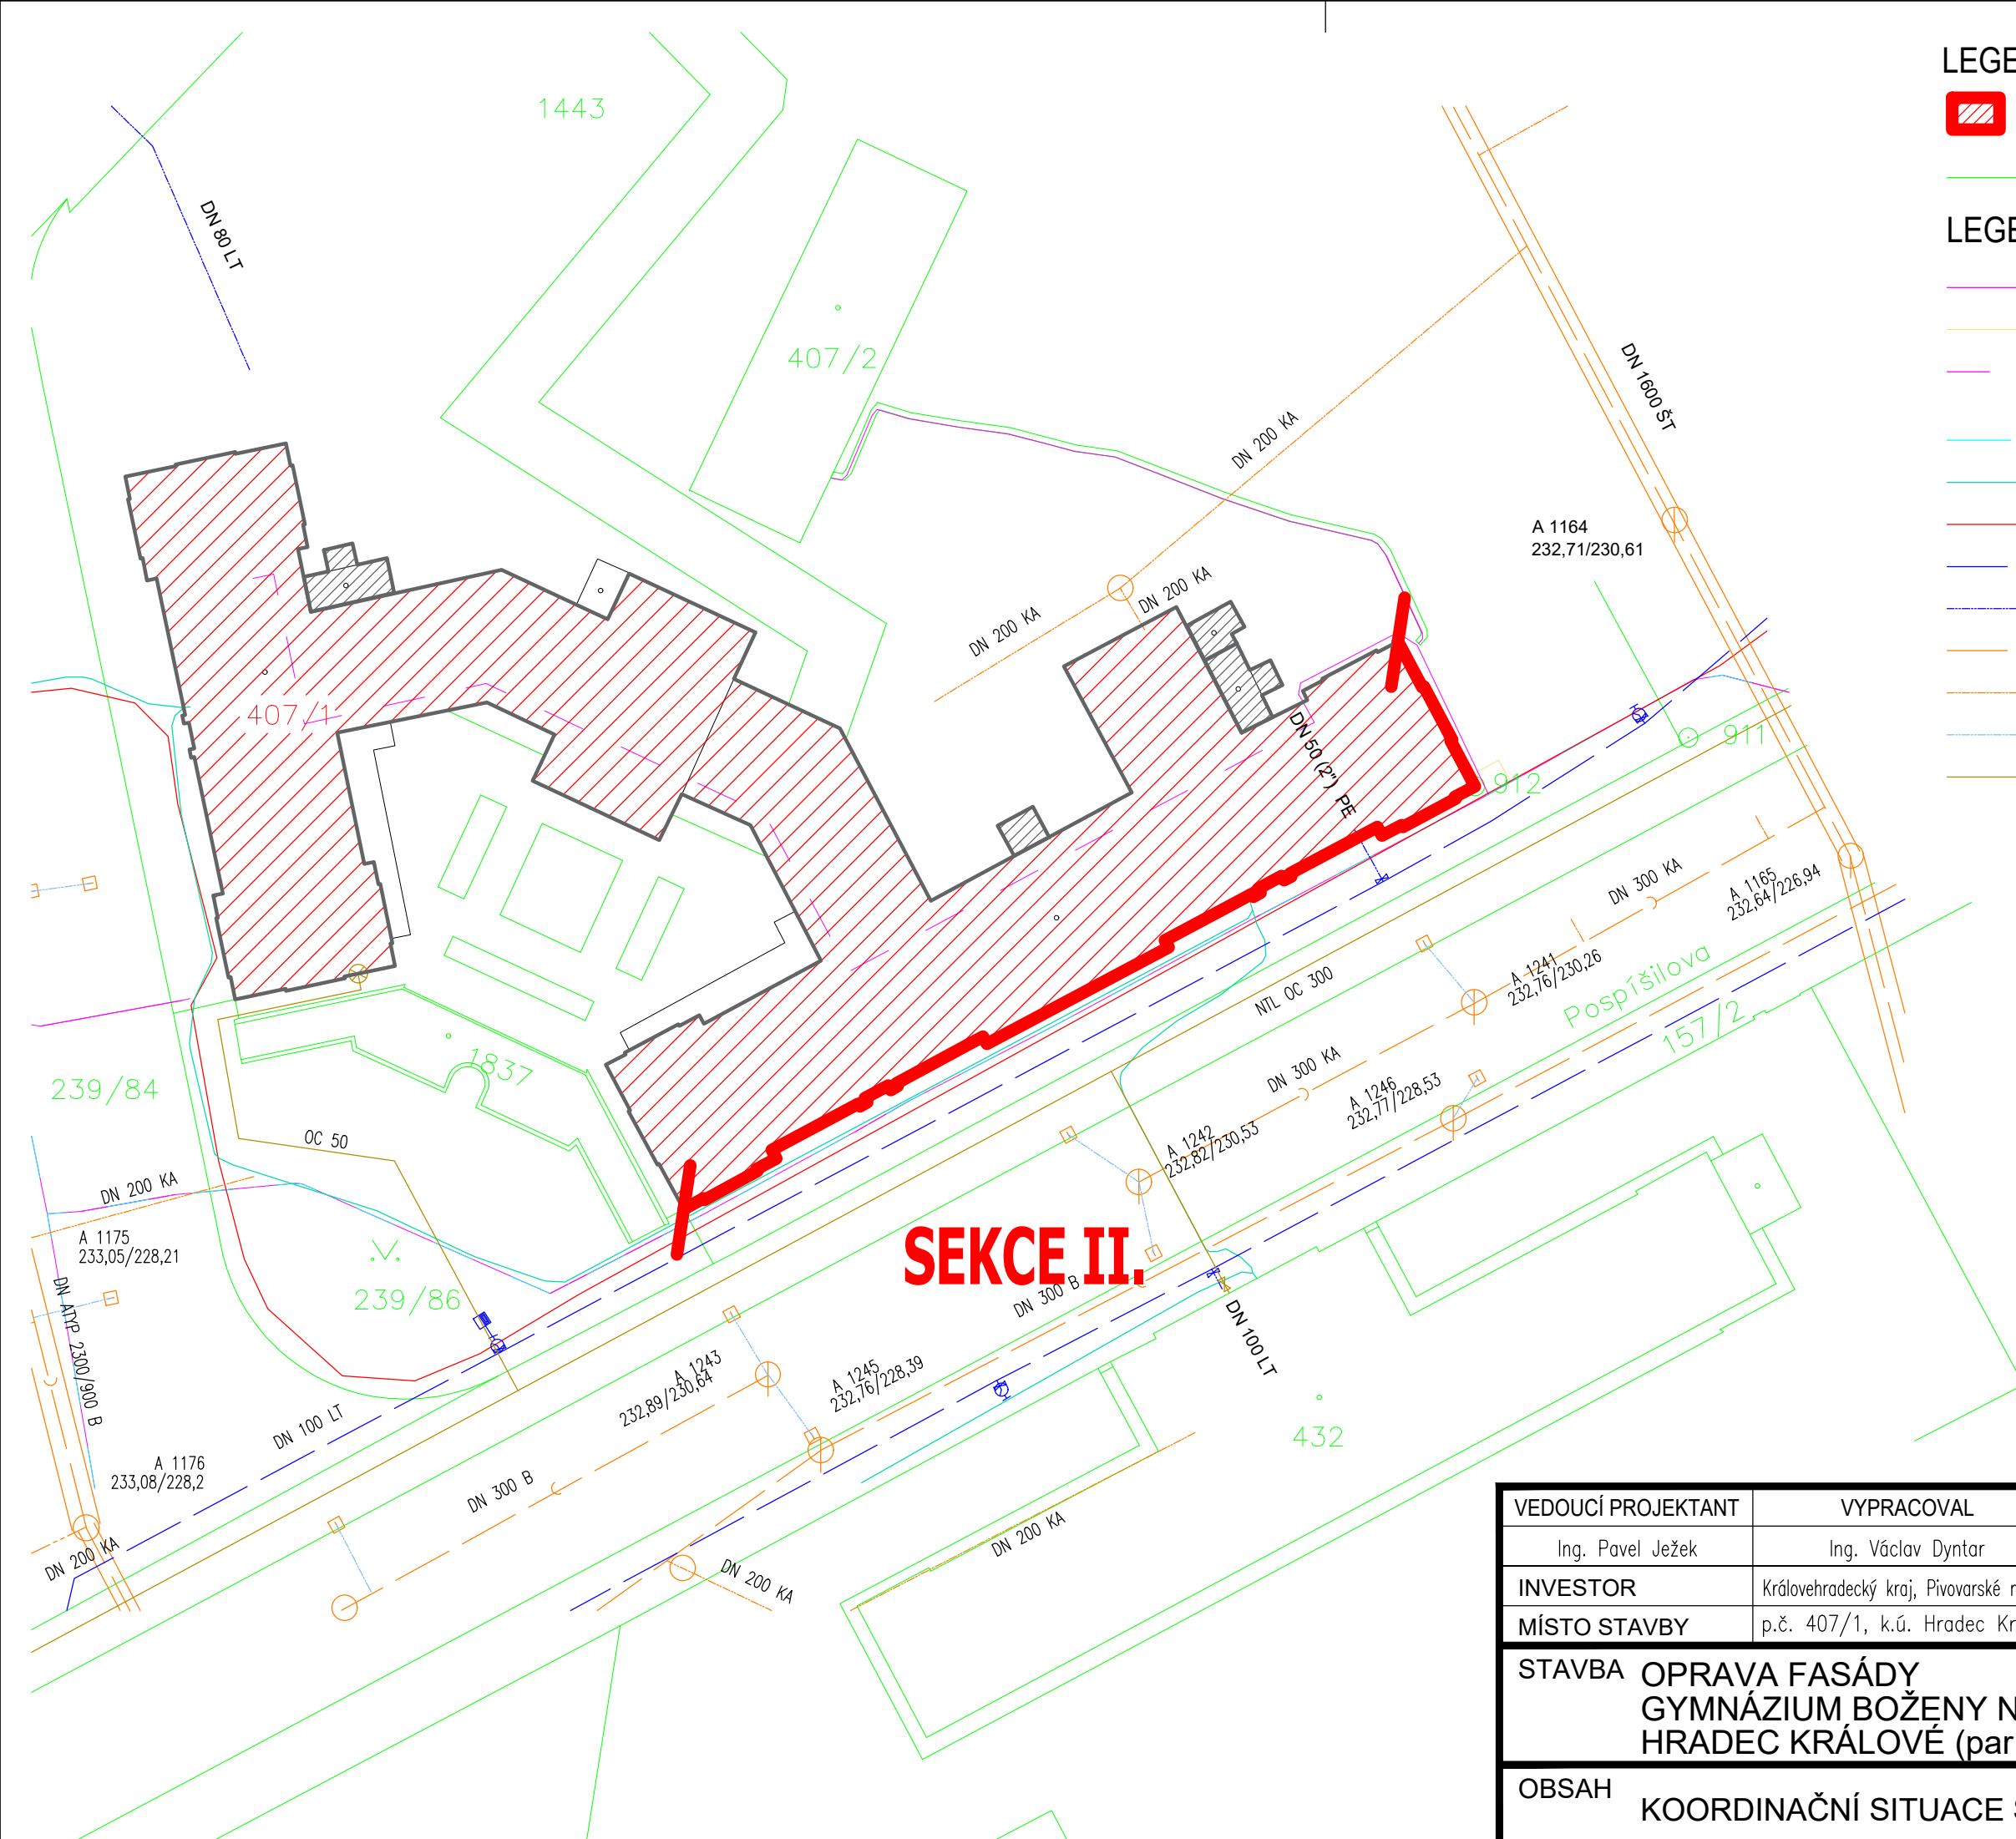 LEGE
1443
DN 80 LT
LEGE
407/2
DN 1600 ŠT
DN 200 KA
A 1164
232,71/230,61
DN 200 KA
DN 200 KA
407/1
DN 50 (2") PE
911
912
DN 300 KA
A 1165
232,64/226,94
A 1241
232,76/230,26
NTL OC 300
Pospíšilova
157/2
1837
DN 300 KA
A 1246
232,77/228,53
239/84
OC 50
A 1242
232,82/230,53
DN 200 KA
A 1175
233,05/228,21
SEKCE II.
.V.
239/86
DN 300 B
DN 100 LT
DN ATYP 2300/900 B
A 1243
232,89/230,64
A 1245
232,76/228,39
DN 100 LT
432
A 1176
233,08/228,2
DN 300 B
DN 200 KA
DN 200 KA
DN 200 KA
VEDOUCÍ PROJEKTANT VYPRACOVAL
Ing. Pavel Ježek Ing. Václav Dyntar
INVESTOR Královehradecký kraj, Pivovarské
MÍSTO STAVBY p.č. 407/1, k.ú. Hradec Kr
STAVBA OPRAVA FASÁDY
GYMNÁZIUM BOŽENY N
HRADEC KRÁLOVÉ (par
OBSAH
KOORDINAČNÍ SITUACE